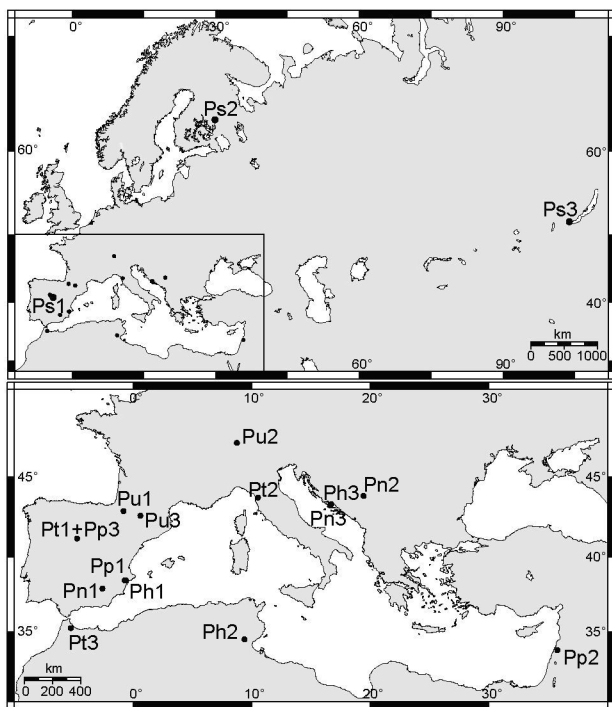 0° 30° 60° 90°
Ps2
60° 60°
Ps3
Ps1
40° 40°
km
0 500 1000
60° 90°
0° 10° 20° 30°
Pu2
45° 45°
Pt2 Ph3 Pn2
Pu1 Pn3
Pt1+Pp3 Pu3
40° 40°
Pp1
Pn1 Ph1
35° 35°
Pt3 Ph2
Pp2
km
0 200 400
0° 10° 20° 30°